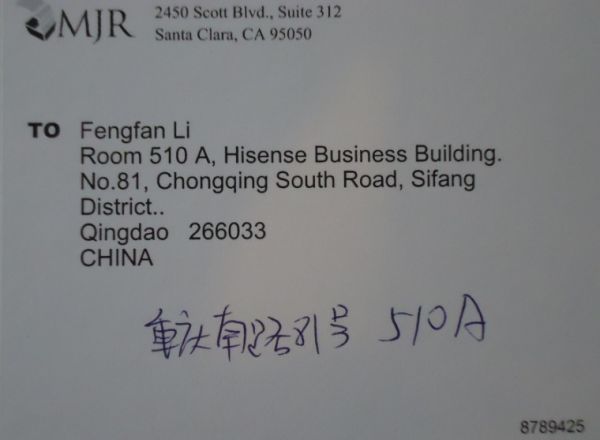 MJR
2450 Scott Blvd., Suite 312
Santa Clara, CA 95050
TO Fengfan Li
Room 510 A, Hisense Business Building.
No.81, Chongqing South Road, Sifang
District..
Qingdao 266033
CHINA
重庆南路81号 510A
8789425